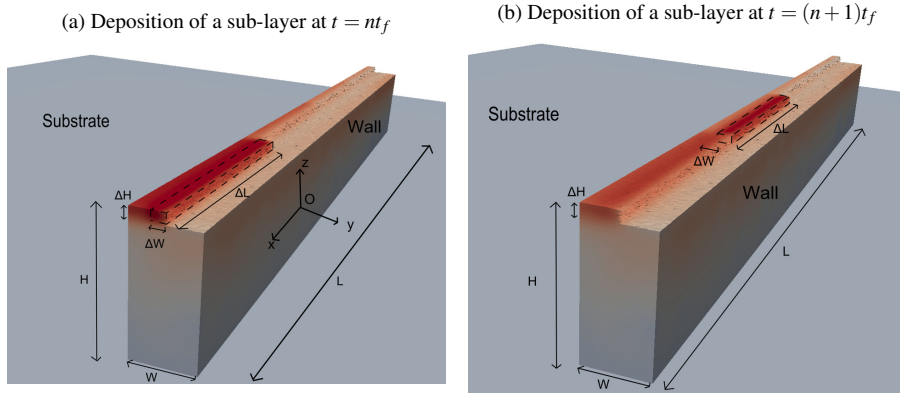 (a) Deposition of a sub-layer at t = nt_f
Substrate
Wall
ΔH
ΔL
z
O
y
x
ΔW
H
L
W
(b) Deposition of a sub-layer at t = (n + 1)t_f
Substrate
ΔL
ΔW
ΔH
Wall
L
H
W